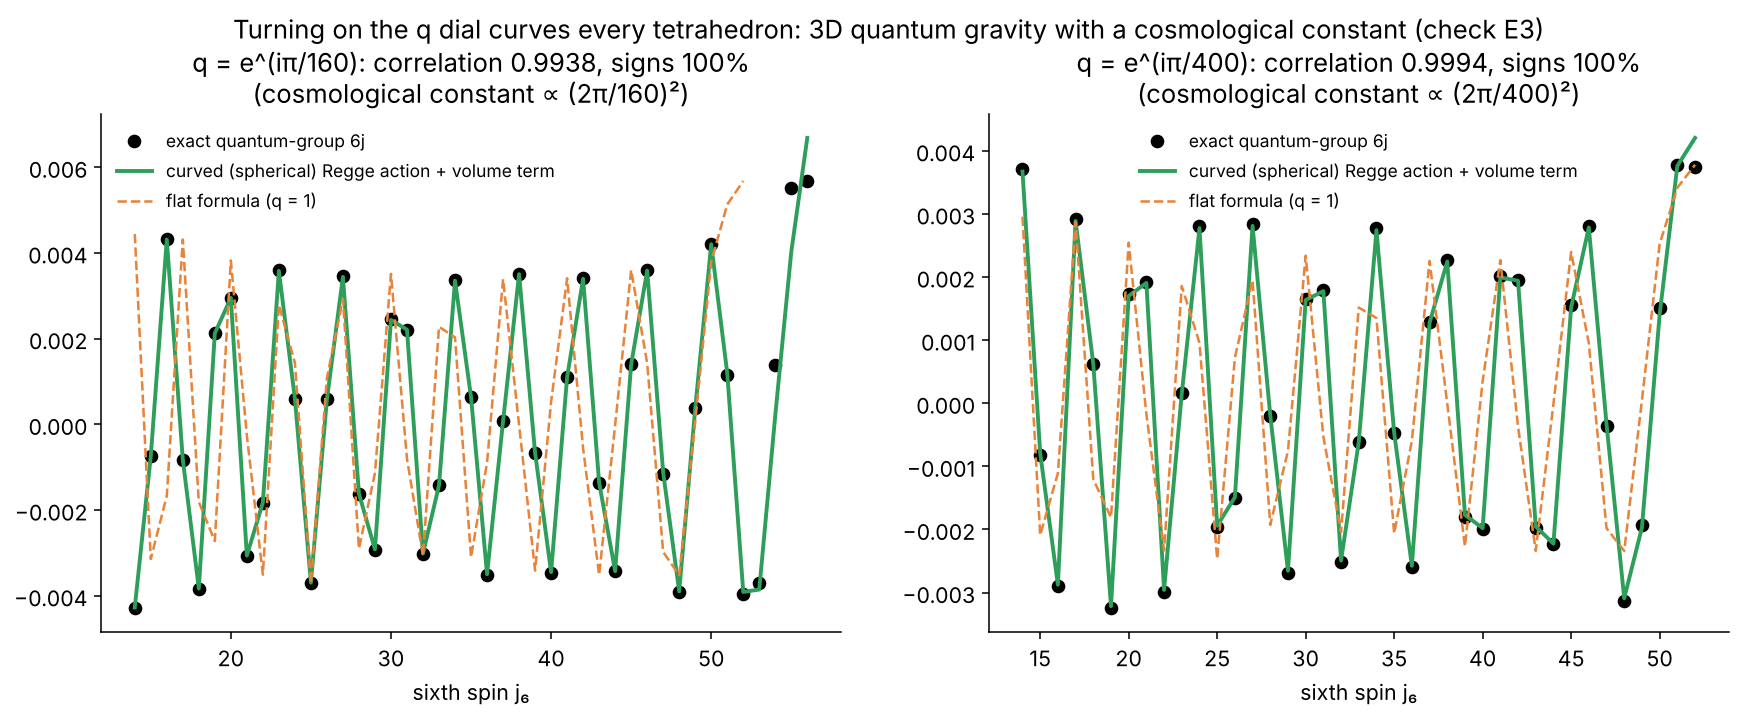 Turning on the q dial curves every tetrahedron: 3D quantum gravity with a cosmological constant (check E3)
q = e^(iπ/160): correlation 0.9938, signs 100%
(cosmological constant ∝ (2π/160)²)
exact quantum-group 6j
curved (spherical) Regge action + volume term
flat formula (q = 1)
0.006
0.004
0.002
0.000
−0.002
−0.004
20
30
40
50
sixth spin j₆
q = e^(iπ/400): correlation 0.9994, signs 100%
(cosmological constant ∝ (2π/400)²)
exact quantum-group 6j
curved (spherical) Regge action + volume term
flat formula (q = 1)
0.004
0.003
0.002
0.001
0.000
−0.001
−0.002
−0.003
15
20
25
30
35
40
45
50
sixth spin j₆